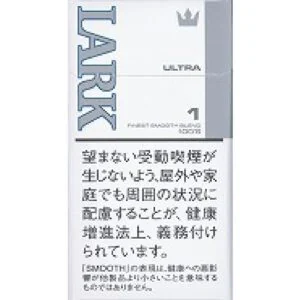 LARK
ULTRA
1
FINEST SMOOTH BLEND
100'S
望まない受動喫煙が
生じないよう、屋外や家
庭でも周囲の状況に
配慮することが、健康
増進法上、義務付け
られています。
「SMOOTH」の表現は、健康への悪影
響が他製品より小さいことを意味する
ものではありません。